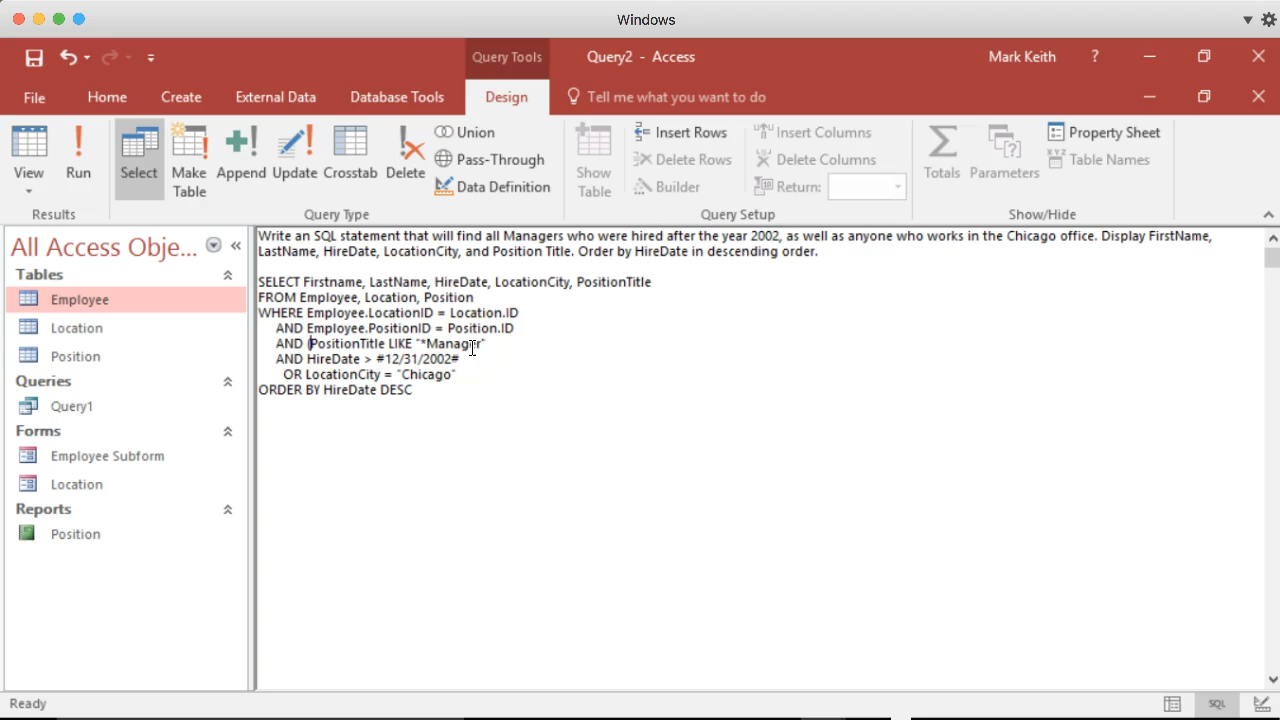 Windows
Query Tools
Query2 - Access
Mark Keith
?
File
Home
Create
External Data
Database Tools
Design
Tell me what you want to do
View
Run
Select
Make Table
Append
Update
Crosstab
Delete
Union
Pass-Through
Data Definition
Show Table
Insert Rows
Delete Rows
Builder
Insert Columns
Delete Columns
Return:
Totals
Parameters
Property Sheet
Table Names
Results
Query Type
Query Setup
Show/Hide
All Access Obje...
Tables
Employee
Location
Position
Queries
Query1
Forms
Employee Subform
Location
Reports
Position
Write an SQL statement that will find all Managers who were hired after the year 2002, as well as anyone who works in the Chicago office. Display FirstName,
LastName, HireDate, LocationCity, and Position Title. Order by HireDate in descending order.
SELECT Firstname, LastName, HireDate, LocationCity, PositionTitle
FROM Employee, Location, Position
WHERE Employee.LocationID = Location.ID
AND Employee.PositionID = Position.ID
AND (PositionTitle LIKE "*Manager"
AND HireDate > #12/31/2002#
OR LocationCity = "Chicago"
ORDER BY HireDate DESC
Ready
SQL